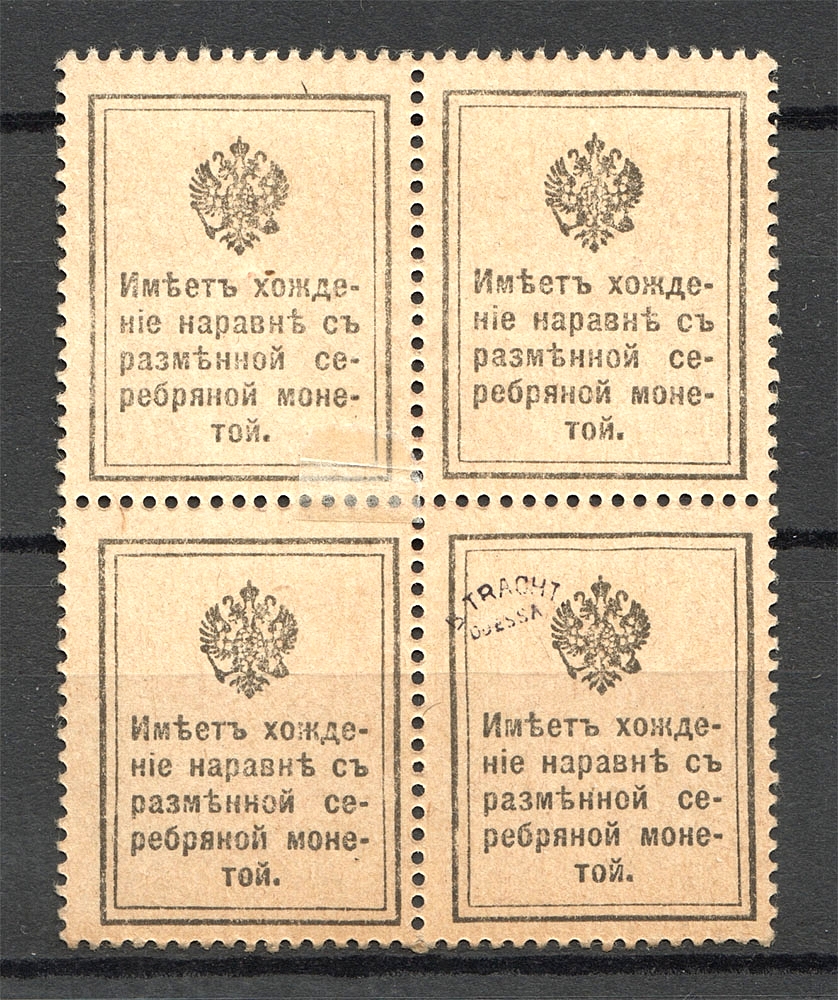 Имѣетъ хожде-
ніе наравнѣ съ
размѣнной се-
ребряной моне-
той.
Имѣетъ хожде-
ніе наравнѣ съ
размѣнной се-
ребряной моне-
той.
Имѣетъ хожде-
ніе наравнѣ съ
размѣнной се-
ребряной моне-
той.
TRACHT
ODESSA
Имѣетъ хожде-
ніе наравнѣ съ
размѣнной се-
ребряной моне-
той.